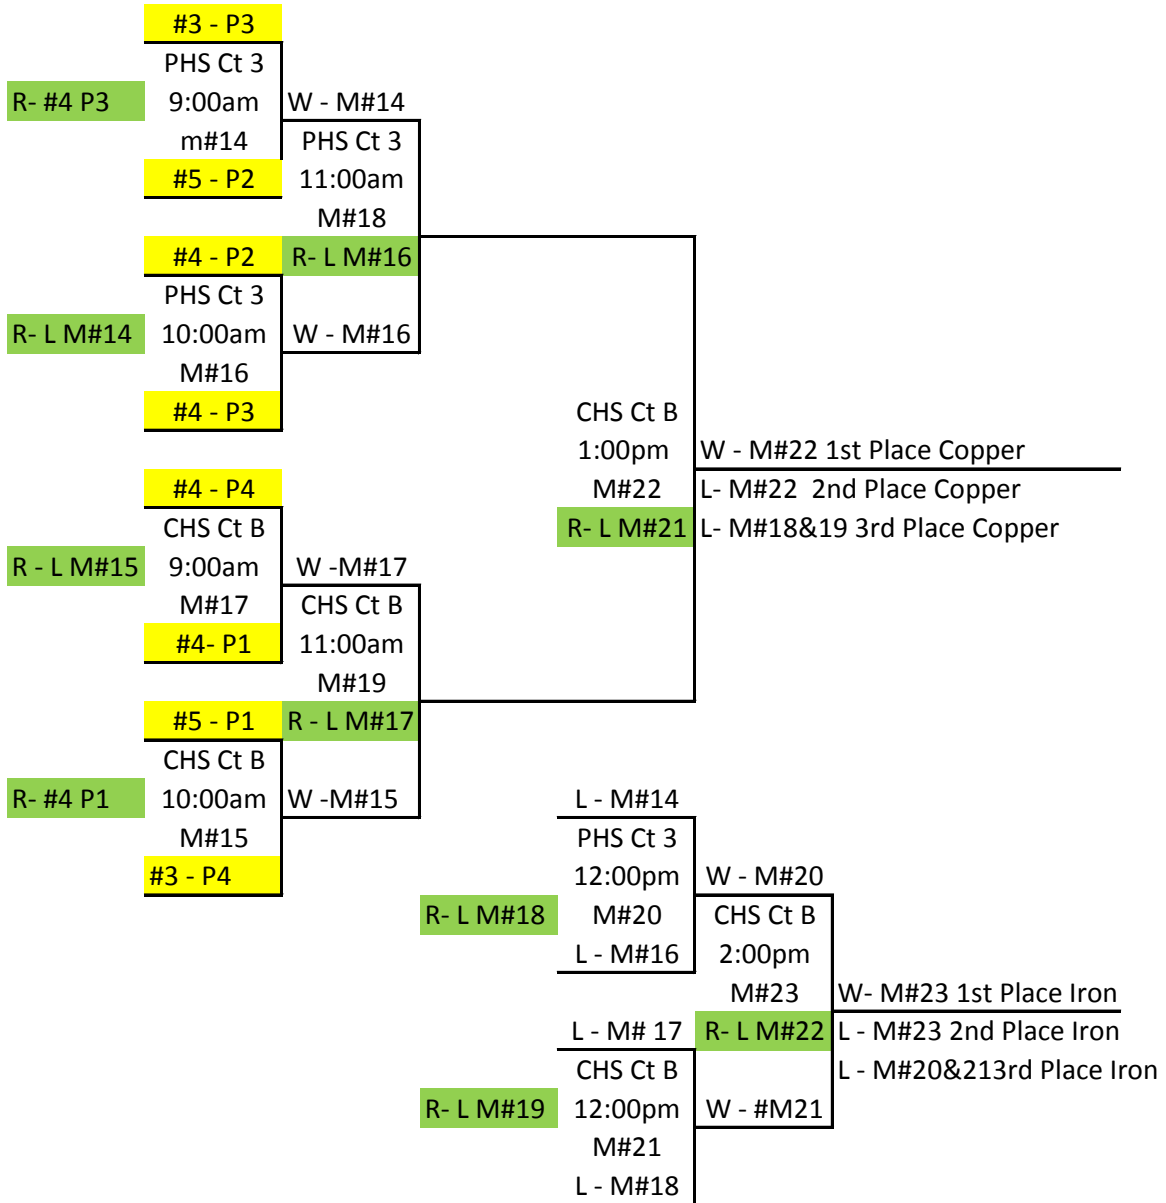 #3 - P3
PHS Ct 3
R- #4 P3 9:00am W - M#14
m#14 PHS Ct 3
#5 - P2 11:00am
M#18
#4 - P2 R- L M#16
PHS Ct 3
R- L M#14 10:00am W - M#16
M#16
#4 - P3 CHS Ct B
1:00pm W - M#22 1st Place Copper
#4 - P4 M#22 L- M#22 2nd Place Copper
CHS Ct B R- L M#21 L- M#18&19 3rd Place Copper
R - L M#15 9:00am W -M#17
M#17 CHS Ct B
#4- P1 11:00am
M#19
#5 - P1 R - L M#17
CHS Ct B
R- #4 P1 10:00am W -M#15 L - M#14
M#15 PHS Ct 3
#3 - P4 12:00pm W - M#20
R- L M#18 M#20 CHS Ct B
L - M#16 2:00pm
M#23 W- M#23 1st Place Iron
L - M# 17 R- L M#22 L - M#23 2nd Place Iron
CHS Ct B L - M#20&213rd Place Iron
R- L M#19 12:00pm W - #M21
M#21
L - M#18